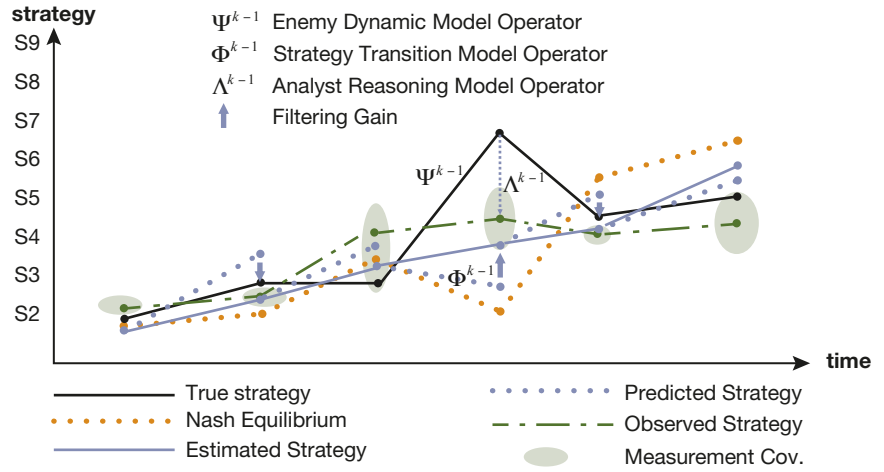 strategy
Ψ^{k-1} Enemy Dynamic Model Operator
Φ^{k-1} Strategy Transition Model Operator
Λ^{k-1} Analyst Reasoning Model Operator
Filtering Gain
S9
S8
S7
S6
S5
S4
S3
S2
Ψ^{k-1}
Λ^{k-1}
Φ^{k-1}
time
True strategy
Nash Equilibrium
Estimated Strategy
Predicted Strategy
Observed Strategy
Measurement Cov.